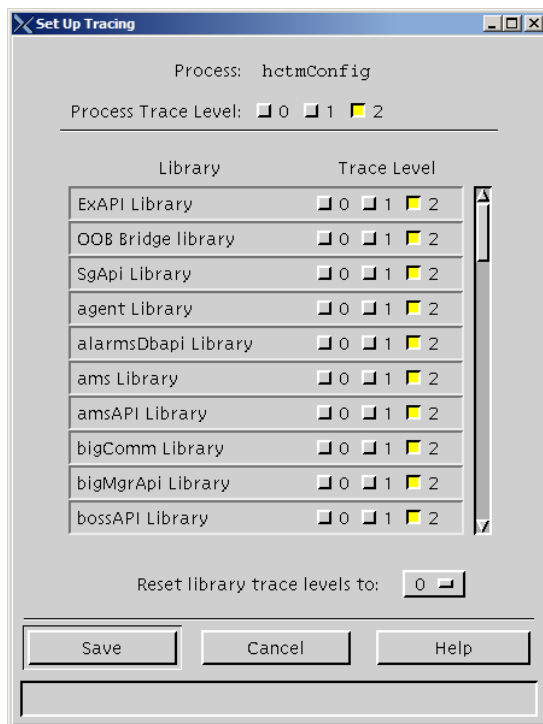 Set Up Tracing
Process: hctmConfig
Process Trace Level: 0 1 2
Library Trace Level
ExAPI Library 0 1 2
OOB Bridge library 0 1 2
SgApi Library 0 1 2
agent Library 0 1 2
alarmsDbapi Library 0 1 2
ams Library 0 1 2
amsAPI Library 0 1 2
bigComm Library 0 1 2
bigMgrApi Library 0 1 2
bossAPI Library 0 1 2
Reset library trace levels to: 0
Save Cancel Help